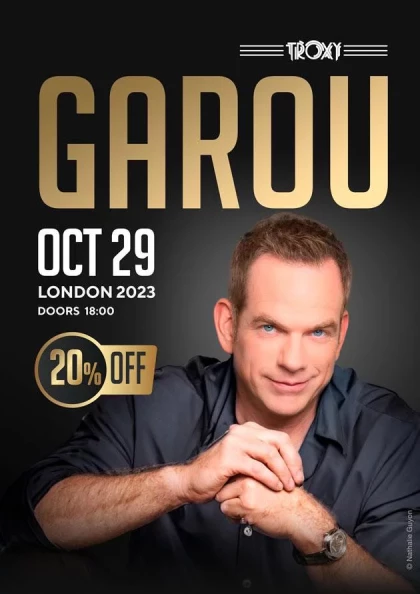 TROXY
GAROU
OCT 29
LONDON 2023
DOORS 18:00
20% OFF
© Nathalie Guyon